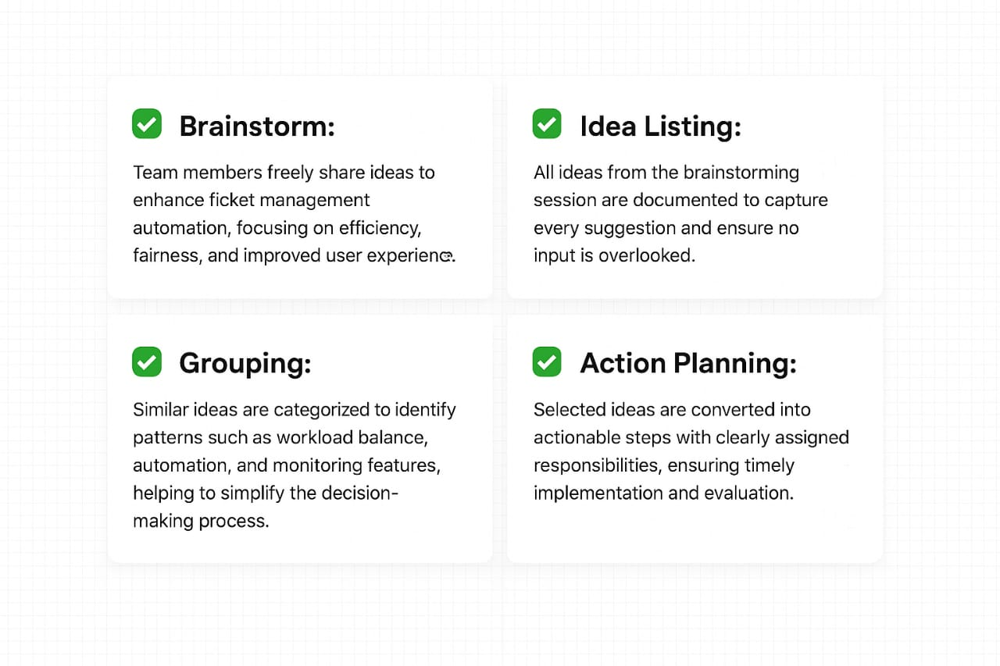 Brainstorm:
Team members freely share ideas to
enhance ficket management
automation, focusing on efficiency,
fairness, and improved user experience.
Idea Listing:
All ideas from the brainstorming
session are documented to capture
every suggestion and ensure no
input is overlooked.
Grouping:
Similar ideas are categorized to identify
patterns such as workload balance,
automation, and monitoring features,
helping to simplify the decision-
making process.
Action Planning:
Selected ideas are converted into
actionable steps with clearly assigned
responsibilities, ensuring timely
implementation and evaluation.